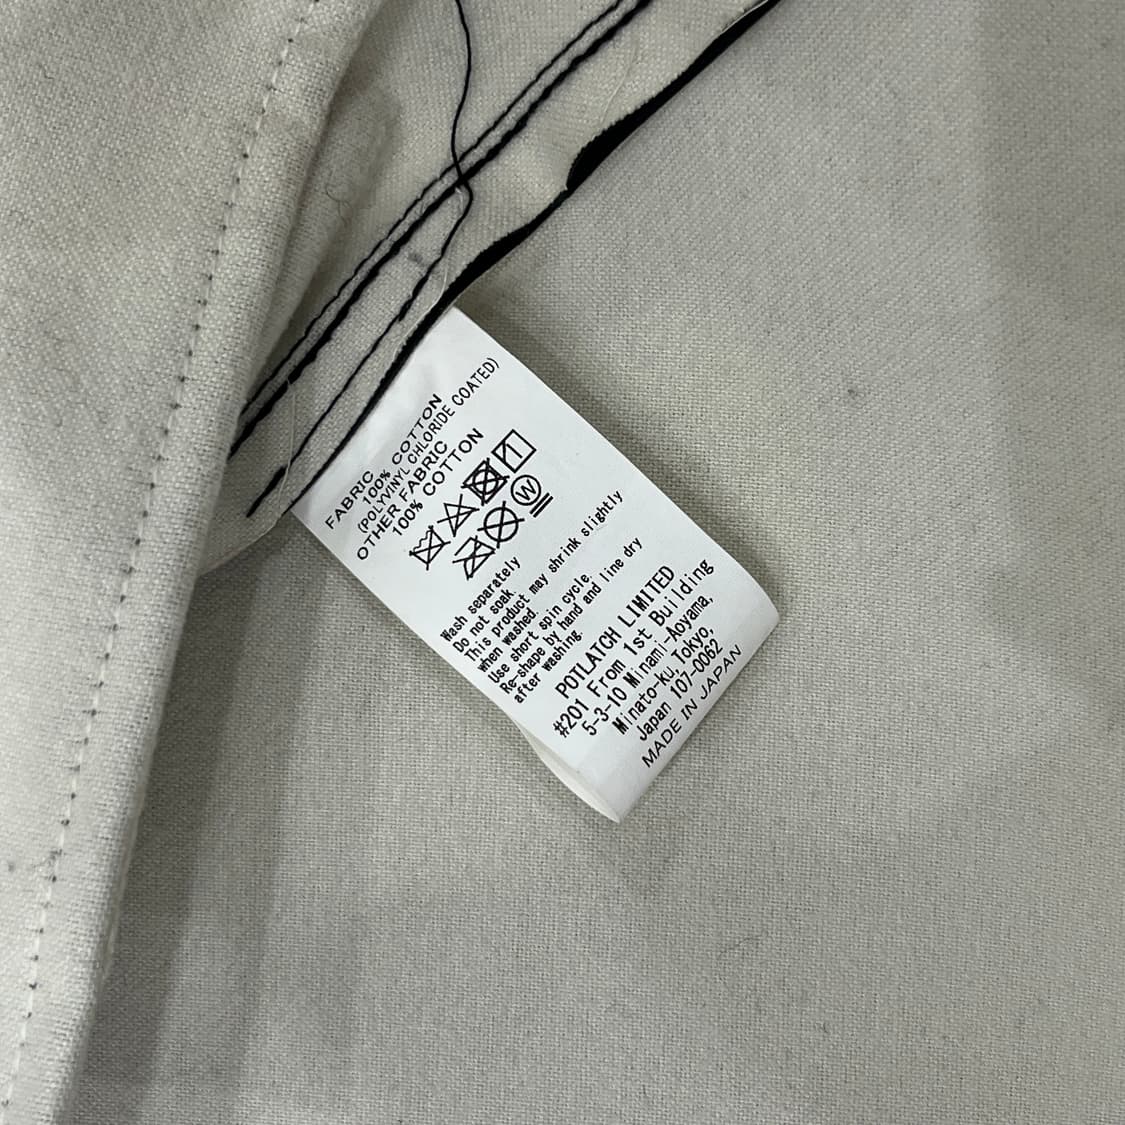 FABRIC
100% COTTON
(POLYVINYL CHLORIDE COATED)
OTHER FABRIC
100% COTTON
W
Wash separately
Do not soak.
This product may shrink slightly
when washed.
Use short spin cycle.
Re-shape by hand and line dry
after washing.
POTLATCH LIMITED
#201 From 1st Building
5-3-10 Minami-Aoyama,
Minato-ku, Tokyo,
Japan 107-0062
MADE IN JAPAN